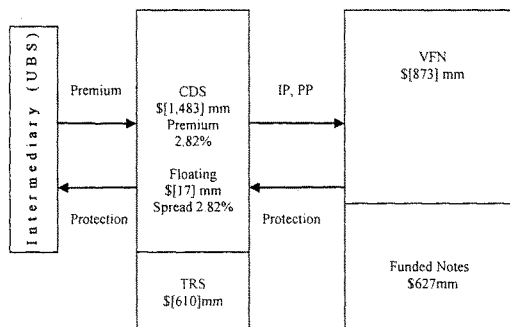 Intermediary (UBS)
Premium
Protection
CDS
$[1,483] mm
Premium
2.82%
Floating
$[17] mm
Spread 2.82%
TRS
$[610]mm
IP, PP
Protection
VFN
$[873] mm
Funded Notes
$627mm